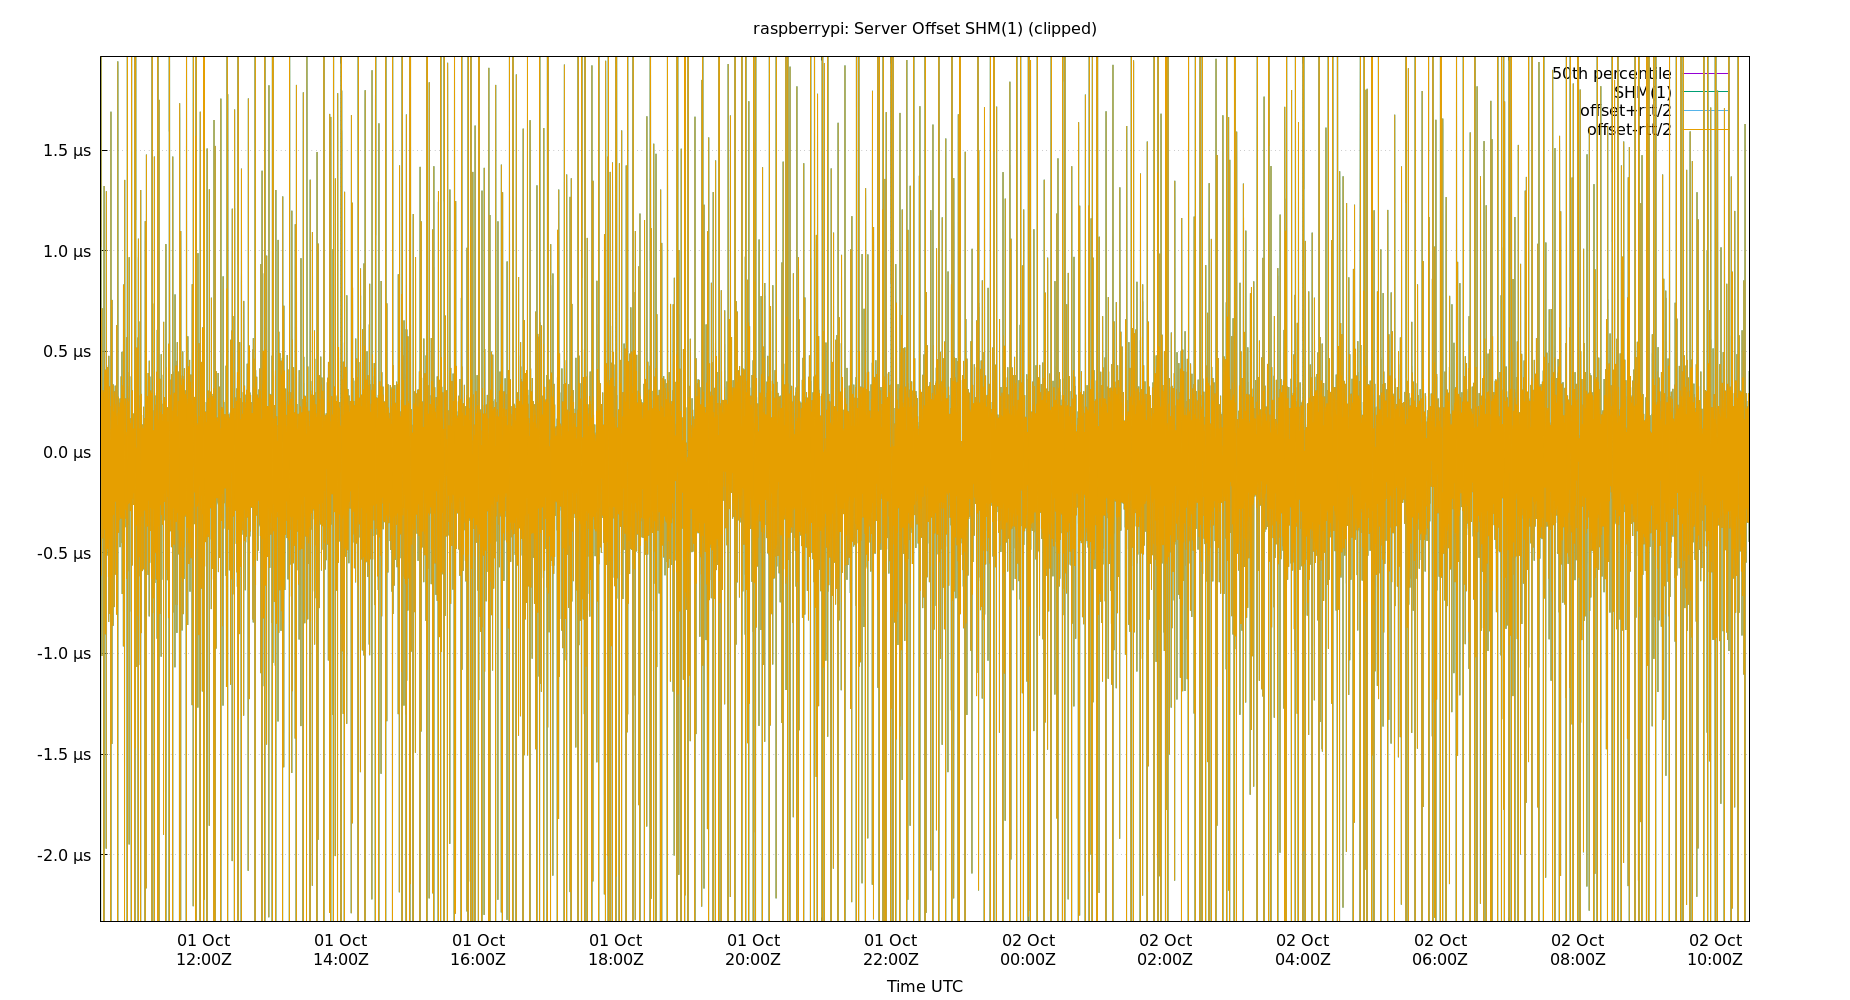 raspberrypi: Server Offset SHM(1) (clipped)
50th percentile
SHM(1)
offset+rtt/2
offset-rtt/2
1.5 µs
1.0 µs
0.5 µs
0.0 µs
-0.5 µs
-1.0 µs
-1.5 µs
-2.0 µs
01 Oct 01 Oct 01 Oct 01 Oct 01 Oct 01 Oct 02 Oct 02 Oct 02 Oct 02 Oct 02 Oct 02 Oct
12:00Z 14:00Z 16:00Z 18:00Z 20:00Z 22:00Z 00:00Z 02:00Z 04:00Z 06:00Z 08:00Z 10:00Z
Time UTC